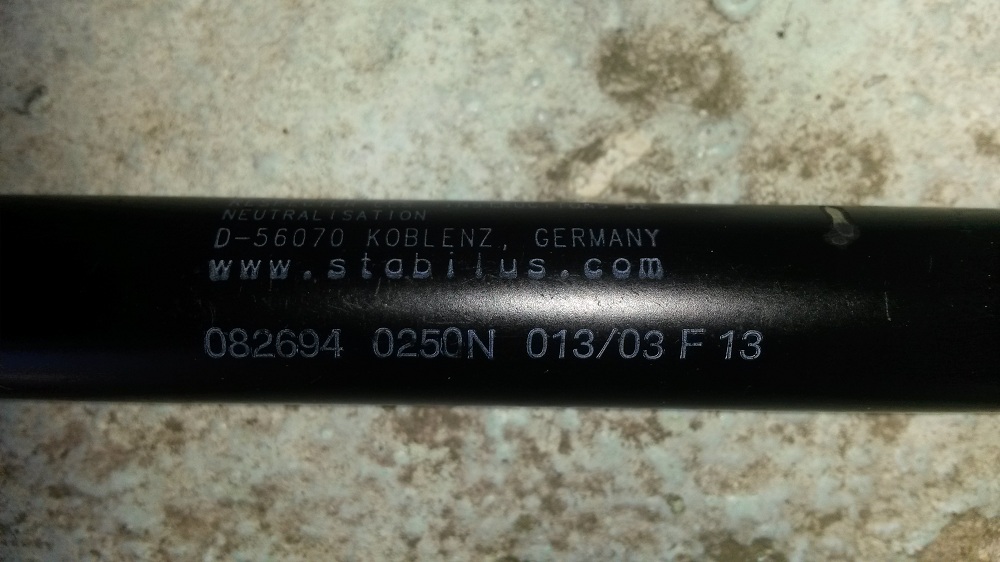 NEUTRALISATION
D-56070 KOBLENZ, GERMANY
www.stabilus.com
082694 0250N 013/03 F 13